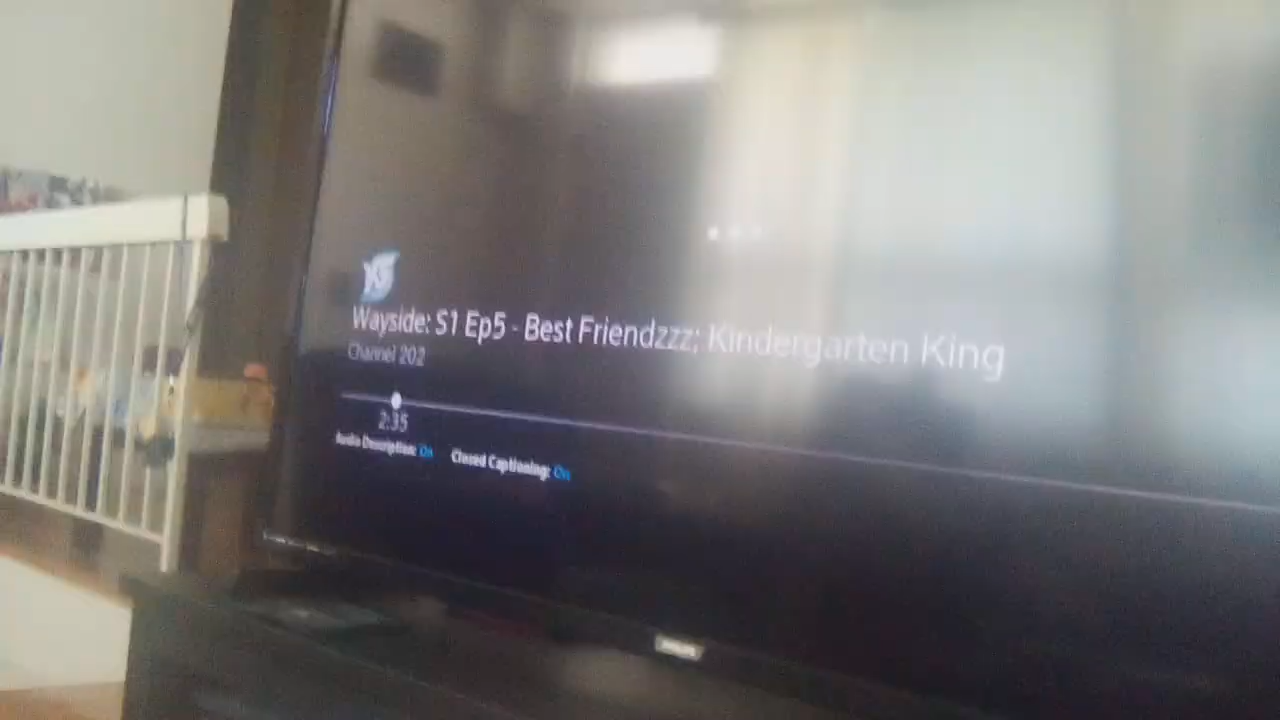 Wayside: S1 Ep5 - Best Friendzzz; Kindergarten King
Channel 202
2:35
Audio Description: On Closed Captioning: On